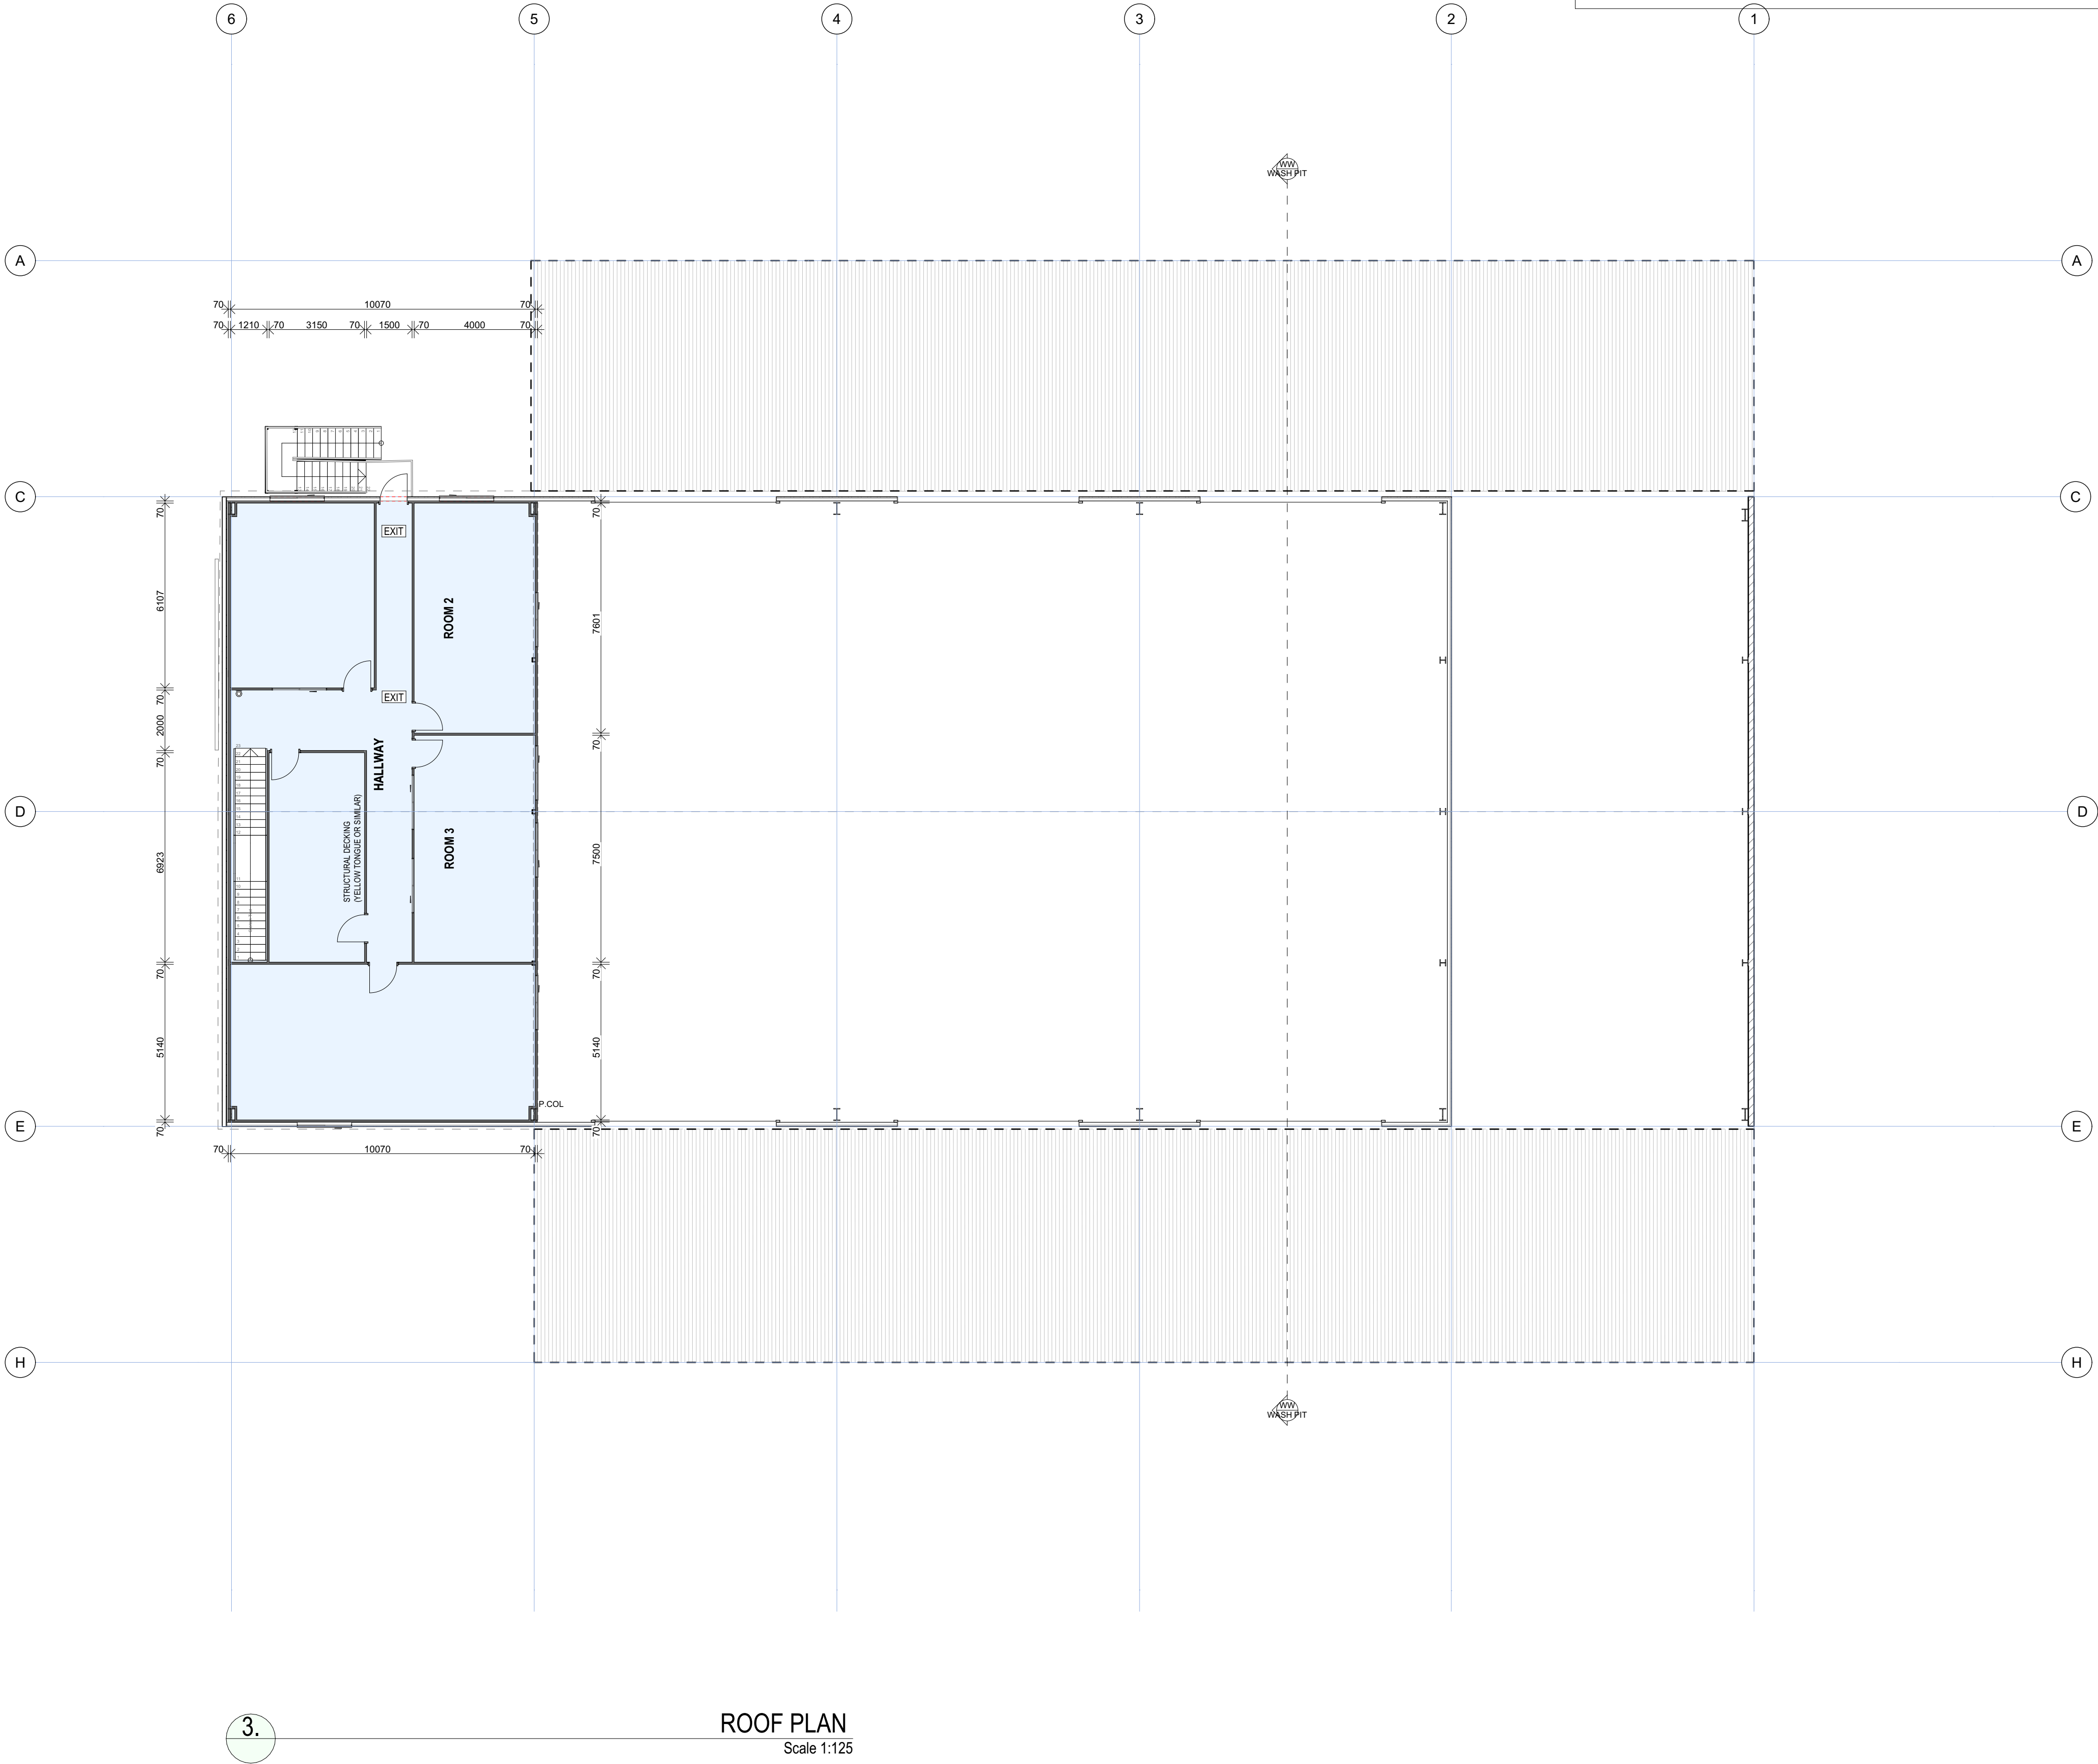 6 5 4 3 2 1
WW
WASH PIT
A A
70 10070 70
70 1210 70 3150 70 1500 70 4000 70
C C
EXIT
70
6107
70
2000
70
6923
70
5140
70
70
7601
70
7500
70
5140
70
ROOM 2
EXIT
HALLWAY
STRUCTURAL DECKING
(YELLOW TONGUE OR SIMILAR)
ROOM 3
D D
P.COL
E E
70 10070 70
H H
WW
WASH PIT
3.
ROOF PLAN
Scale 1:125